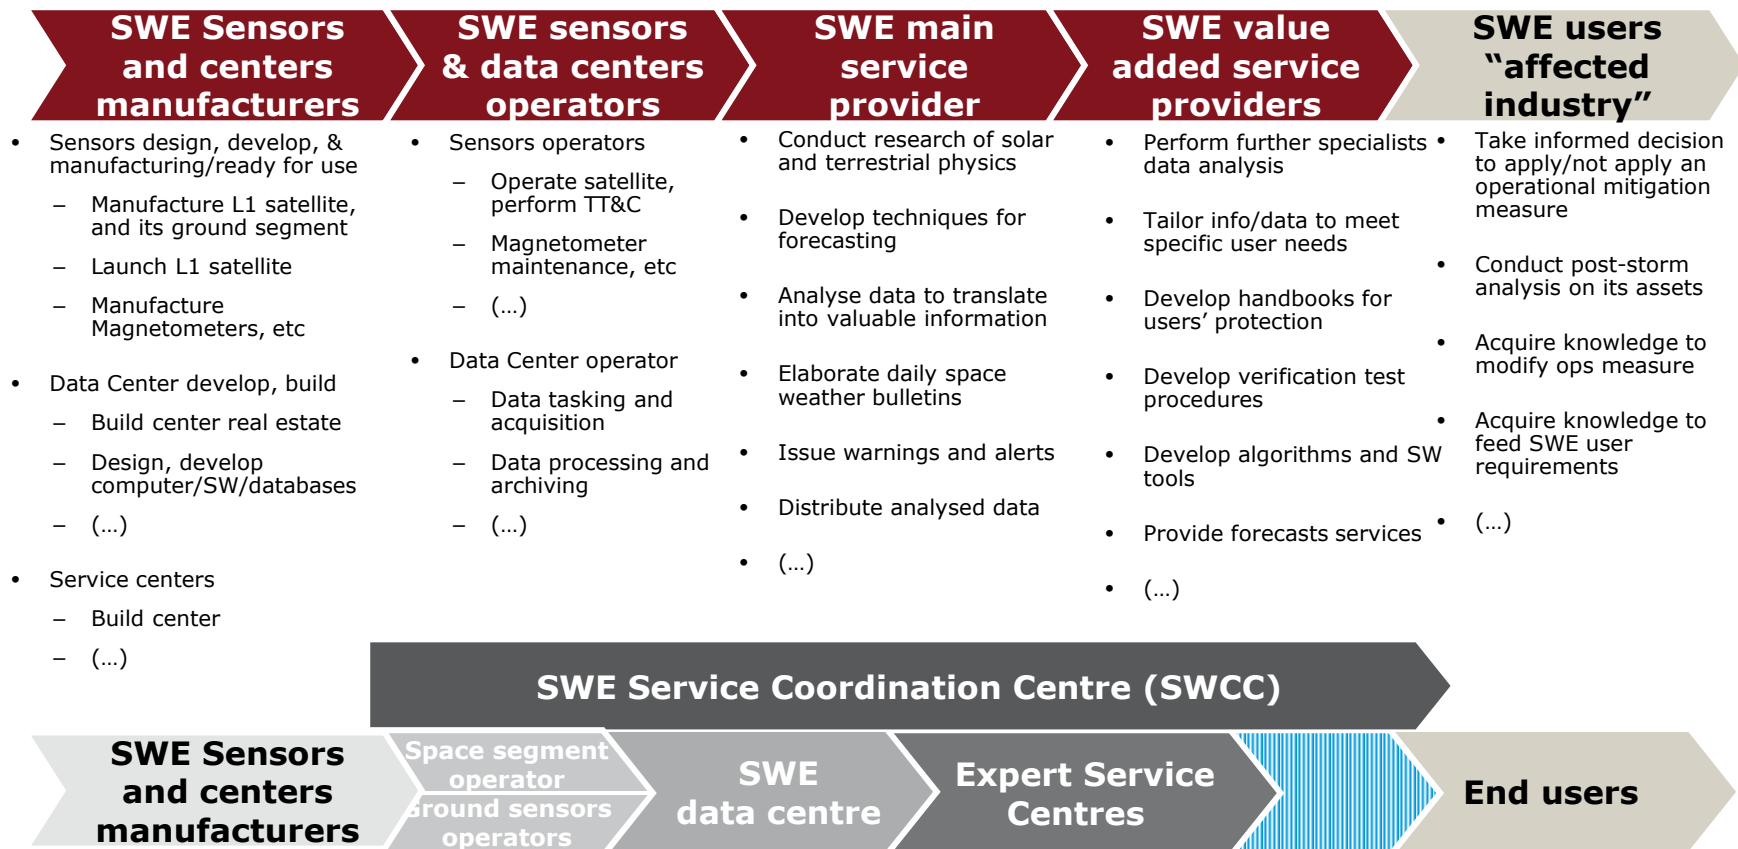 SWE Sensors
and centers
manufacturers
SWE sensors
& data centers
operators
SWE main
service
provider
SWE value
added service
providers
SWE users
“affected
industry”
• Sensors design, develop, &
manufacturing/ready for use
– Manufacture L1 satellite,
and its ground segment
– Launch L1 satellite
– Manufacture
Magnetometers, etc
• Data Center develop, build
– Build center real estate
– Design, develop
computer/SW/databases
– (…)
• Service centers
– Build center
– (…)
• Sensors operators
– Operate satellite,
perform TT&C
– Magnetometer
maintenance, etc
– (…)
• Data Center operator
– Data tasking and
acquisition
– Data processing and
archiving
– (…)
• Conduct research of solar
and terrestrial physics
• Develop techniques for
forecasting
• Analyse data to translate
into valuable information
• Elaborate daily space
weather bulletins
• Issue warnings and alerts
• Distribute analysed data
• (…)
• Perform further specialists
data analysis
• Tailor info/data to meet
specific user needs
• Develop handbooks for
users’ protection
• Develop verification test
procedures
• Develop algorithms and SW
tools
• Provide forecasts services
• (…)
• Take informed decision
to apply/not apply an
operational mitigation
measure
• Conduct post-storm
analysis on its assets
• Acquire knowledge to
modify ops measure
• Acquire knowledge to
feed SWE user
requirements
• (…)
SWE Service Coordination Centre (SWCC)
SWE Sensors
and centers
manufacturers
Space segment
operator
Ground sensors
operators
SWE
data centre
Expert Service
Centres
End users